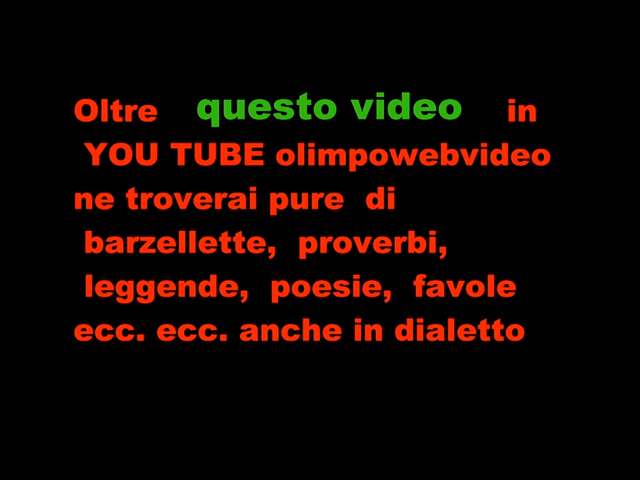 Oltre questo video in
YOU TUBE olimpowebvideo
ne troverai pure di
barzellette, proverbi,
leggende, poesie, favole
ecc. ecc. anche in dialetto